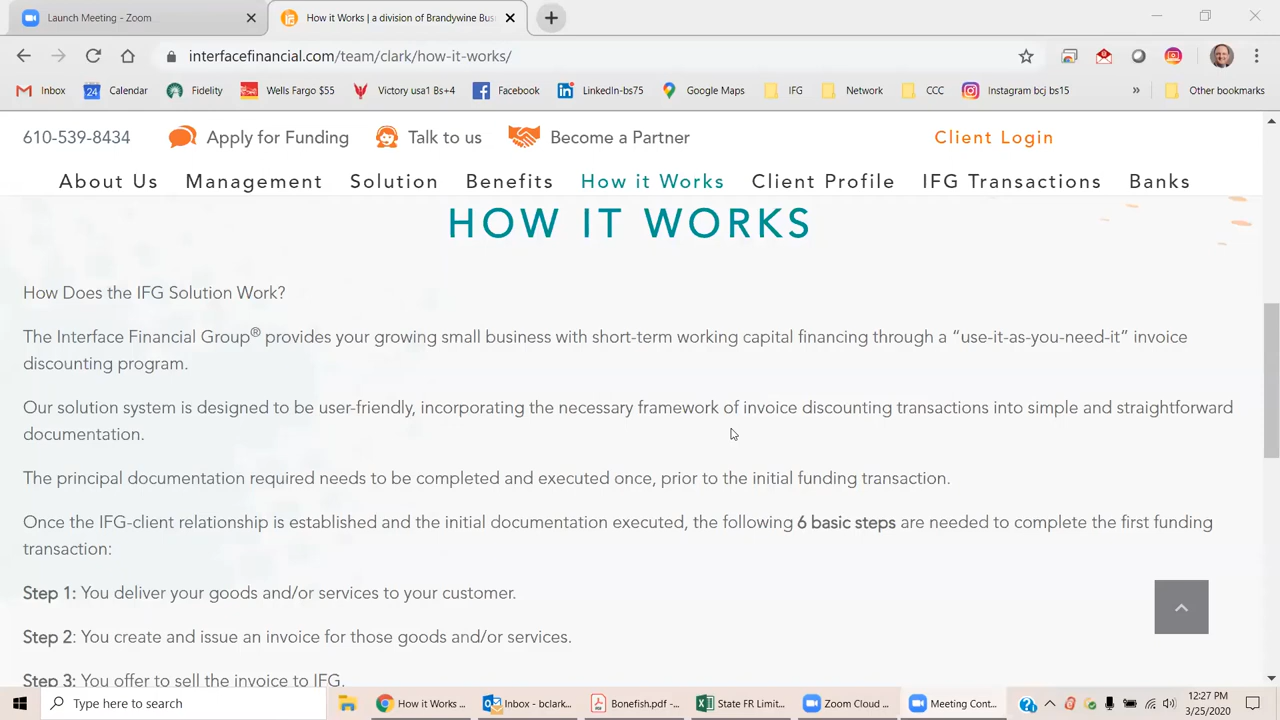 Launch Meeting - Zoom
How it Works | a division of Brandywine Bus
interfacefinancial.com/team/clark/how-it-works/
Inbox
24 Calendar
Fidelity
Wells Fargo $55
Victory usa1 Bs+4
Facebook
LinkedIn-bs75
Google Maps
IFG
Network
CCC
Instagram bcj bs15
»
Other bookmarks
610-539-8434
Apply for Funding
Talk to us
Become a Partner
Client Login
About Us
Management
Solution
Benefits
How it Works
Client Profile
IFG Transactions
Banks
HOW IT WORKS
How Does the IFG Solution Work?
The Interface Financial Group® provides your growing small business with short-term working capital financing through a “use-it-as-you-need-it” invoice
discounting program.
Our solution system is designed to be user-friendly, incorporating the necessary framework of invoice discounting transactions into simple and straightforward
documentation.
The principal documentation required needs to be completed and executed once, prior to the initial funding transaction.
Once the IFG-client relationship is established and the initial documentation executed, the following 6 basic steps are needed to complete the first funding
transaction:
Step 1: You deliver your goods and/or services to your customer.
Step 2: You create and issue an invoice for those goods and/or services.
Step 3: You offer to sell the invoice to IFG.
Type here to search
How it Works ...
Inbox - bclark...
Bonefish.pdf -...
State FR Limit...
Zoom Cloud ...
Meeting Cont...
12:27 PM
3/25/2020